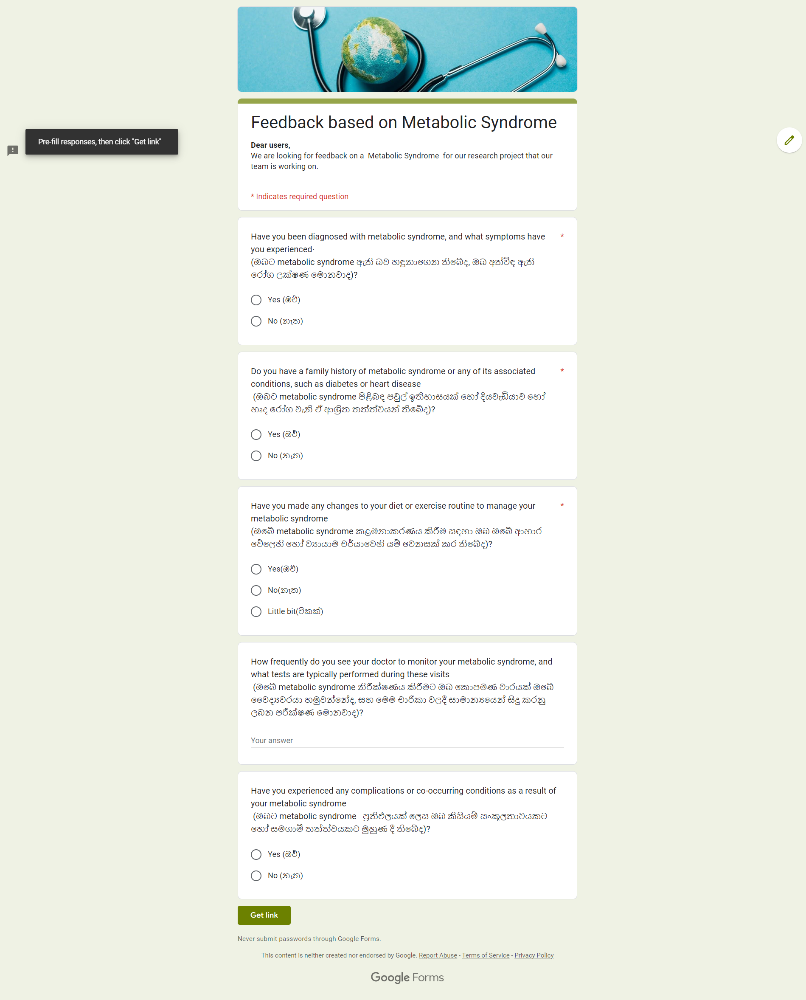 Feedback based on Metabolic Syndrome
Pre-fill responses, then click "Get link"
Dear users,
We are looking for feedback on a  Metabolic Syndrome  for our research project that our
team is working on.
* Indicates required question
Have you been diagnosed with metabolic syndrome, and what symptoms have *
you experienced·
(ඔබට metabolic syndrome ඇති බව හඳුනාගෙන තිබේද, ඔබ අත්විඳ ඇති
රෝග ලක්ෂණ මොනවාද)?
Yes (ඔව්)
No (නැත)
Do you have a family history of metabolic syndrome or any of its associated *
conditions, such as diabetes or heart disease
(ඔබට metabolic syndrome පිළිබඳ පවුල් ඉතිහාසයක් හෝ දියවැඩියාව හෝ
හෘද රෝග වැනි ඒ ආශ්‍රිත තත්ත්වයන් තිබේද)?
Yes (ඔව්)
No (නැත)
Have you made any changes to your diet or exercise routine to manage your *
metabolic syndrome
(ඔබේ metabolic syndrome කළමනාකරණය කිරීම සඳහා ඔබ ඔබේ ආහාර
වේලෙහි හෝ ව්‍යායාම චර්යාවෙහි යම් වෙනසක් කර තිබේද)?
Yes(ඔව්)
No(නැත)
Little bit(ටිකක්)
How frequently do you see your doctor to monitor your metabolic syndrome, and
what tests are typically performed during these visits
(ඔබේ metabolic syndrome නිරීක්ෂණය කිරීමට ඔබ කොපමණ වාරයක් ඔබේ
වෛද්‍යවරයා හමුවන්නේද, සහ මෙම චාරිකා වලදී සාමාන්‍යයෙන් සිදු කරනු
ලබන පරීක්ෂණ මොනවාද)?
Your answer
Have you experienced any complications or co-occurring conditions as a result of
your metabolic syndrome
(ඔබට metabolic syndrome   ප්‍රතිඵලයක් ලෙස ඔබ කිසියම් සංකූලතාවයකට
හෝ සමගාමී තත්ත්වයකට මුහුණ දී තිබේද)?
Yes (ඔව්)
No (නැත)
Get link
Never submit passwords through Google Forms.
This content is neither created nor endorsed by Google. Report Abuse - Terms of Service - Privacy Policy
Google Forms